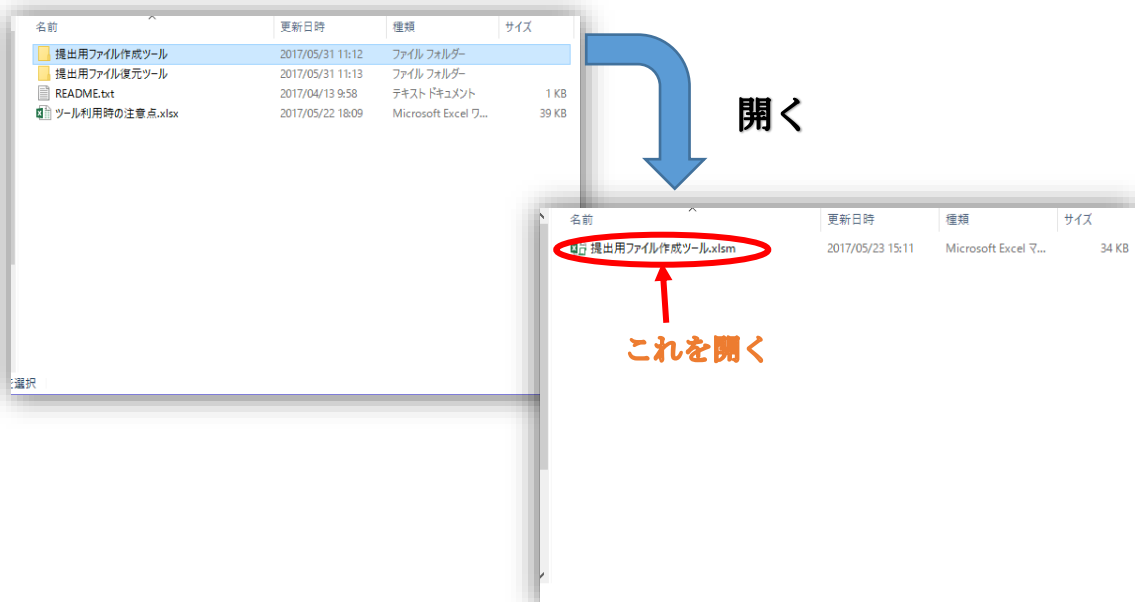 名前 更新日時 種類 サイズ
提出用ファイル作成ツール 2017/05/31 11:12 ファイル フォルダー
提出用ファイル復元ツール 2017/05/31 11:13 ファイル フォルダー
README.txt 2017/04/13 9:58 テキスト ドキュメント 1 KB
ツール利用時の注意点.xlsx 2017/05/22 18:09 Microsoft Excel ワ... 39 KB
を選択
開く
名前 更新日時 種類 サイズ
提出用ファイル作成ツール.xlsm 2017/05/23 15:11 Microsoft Excel マ... 34 KB
これを開く